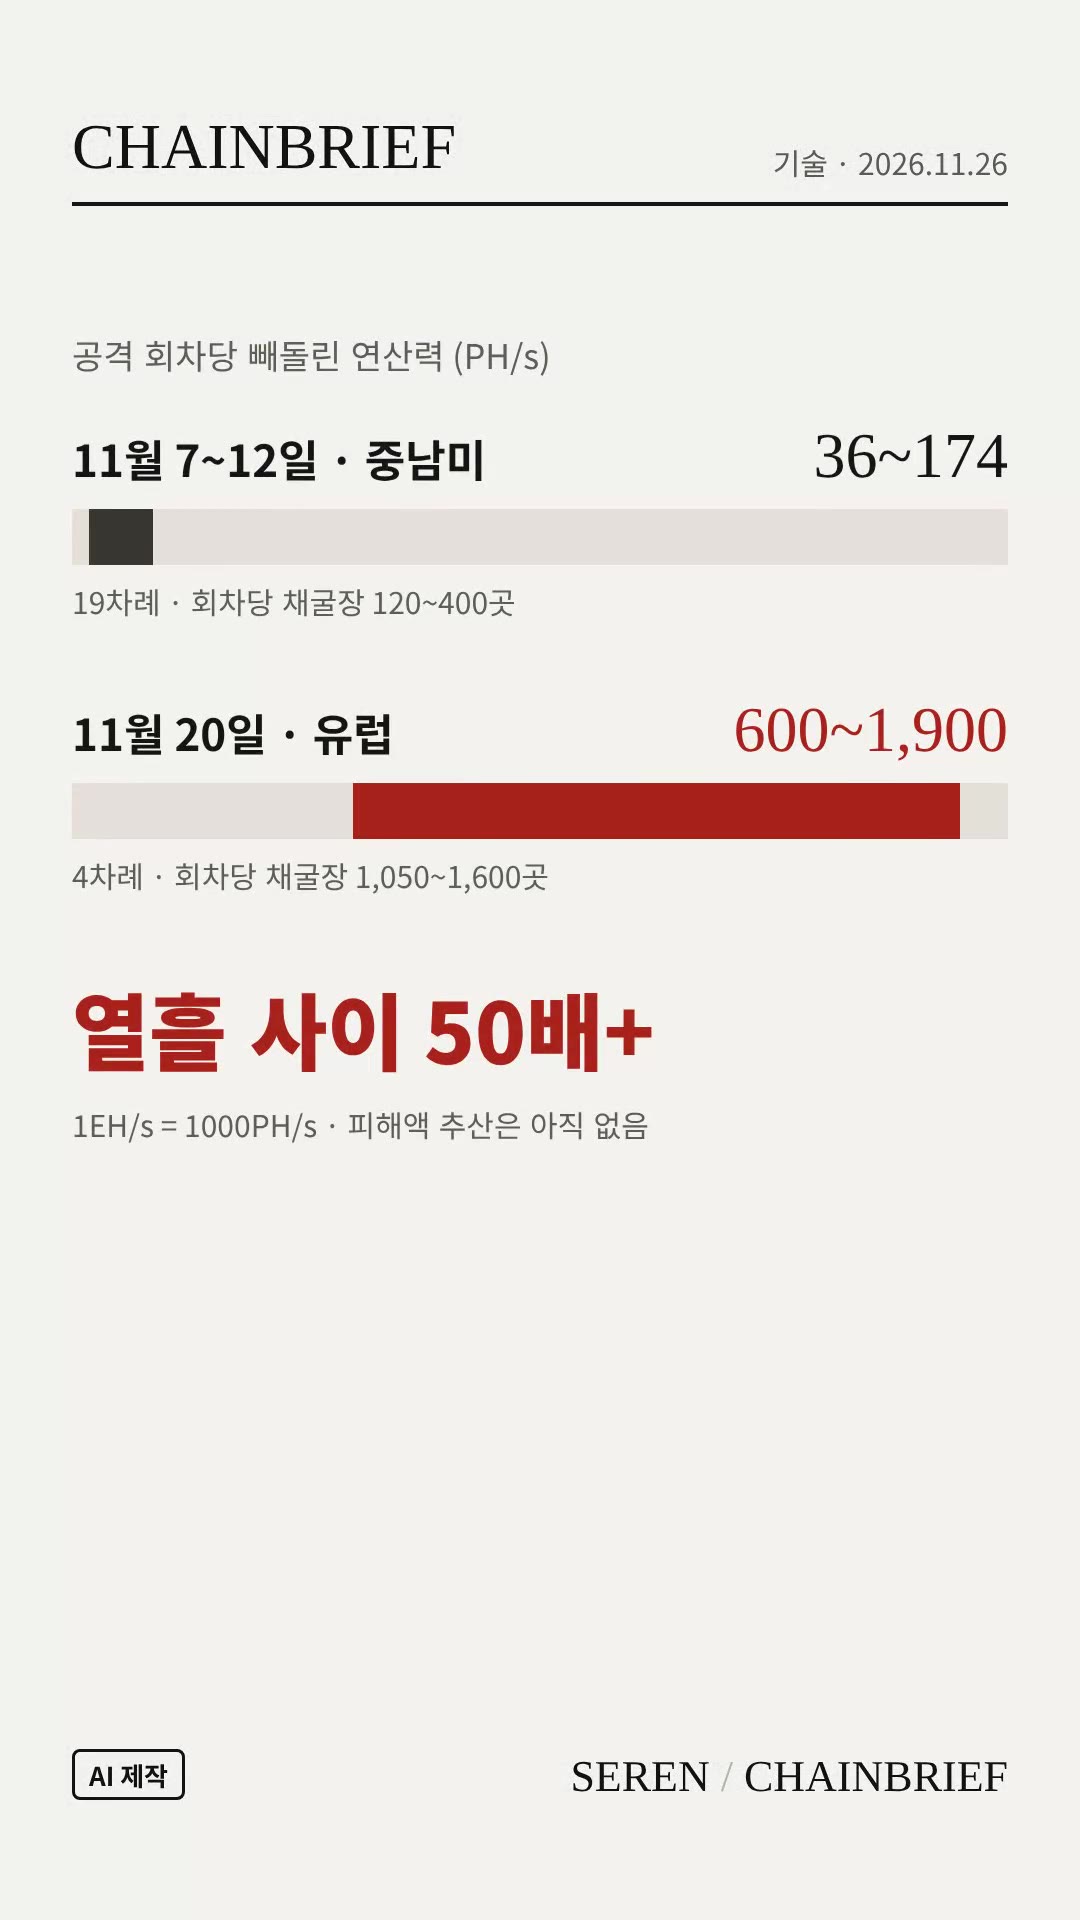 CHAINBRIEF
기술 · 2026.11.26
공격 회차당 빼돌린 연산력 (PH/s)
11월 7~12일 · 중남미
36~174
19차례 · 회차당 채굴장 120~400곳
11월 20일 · 유럽
600~1,900
4차례 · 회차당 채굴장 1,050~1,600곳
열흘 사이 50배+
1EH/s = 1000PH/s · 피해액 추산은 아직 없음
AI 제작
SEREN / CHAINBRIEF